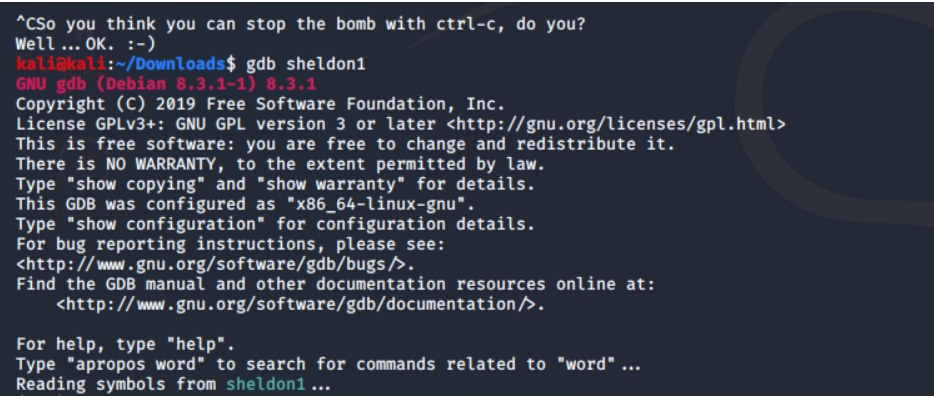 ^CSo you think you can stop the bomb with ctrl-c, do you?
Well ... OK. :-)
kali@kali:~/Downloads$ gdb sheldon1
GNU gdb (Debian 8.3.1-1) 8.3.1
Copyright (C) 2019 Free Software Foundation, Inc.
License GPLv3+: GNU GPL version 3 or later <http://gnu.org/licenses/gpl.html>
This is free software: you are free to change and redistribute it.
There is NO WARRANTY, to the extent permitted by law.
Type "show copying" and "show warranty" for details.
This GDB was configured as "x86_64-linux-gnu".
Type "show configuration" for configuration details.
For bug reporting instructions, please see:
<http://www.gnu.org/software/gdb/bugs/>.
Find the GDB manual and other documentation resources online at:
<http://www.gnu.org/software/gdb/documentation/>.
For help, type "help".
Type "apropos word" to search for commands related to "word" ...
Reading symbols from sheldon1 ...